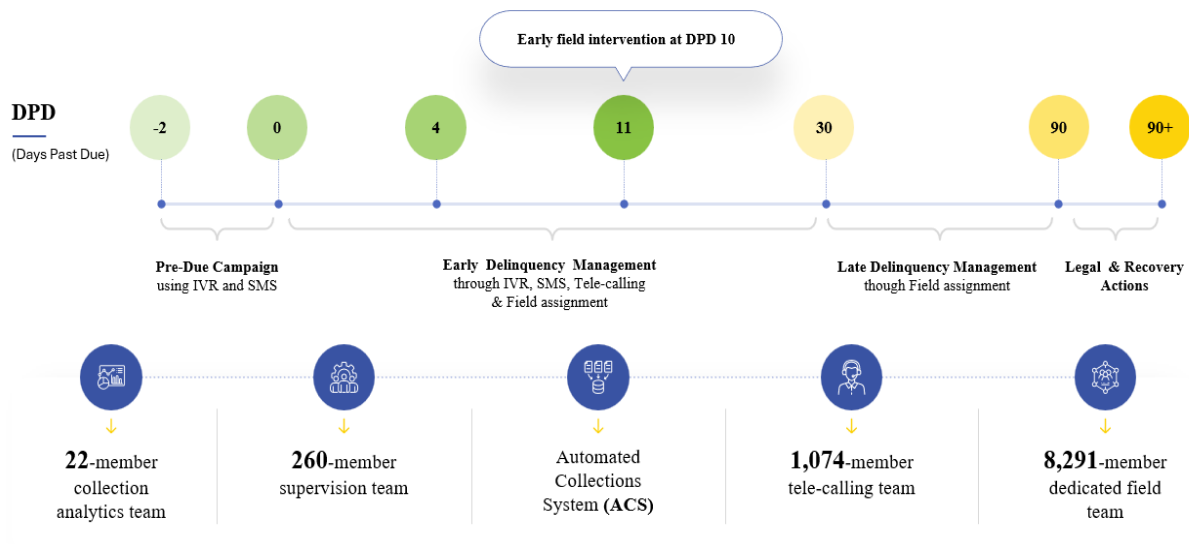 Early field intervention at DPD 10
DPD
(Days Past Due)
-2
0
4
11
30
90
90+
Pre-Due Campaign
using IVR and SMS
Early Delinquency Management
through IVR, SMS, Tele-calling
& Field assignment
Late Delinquency Management
though Field assignment
Legal & Recovery
Actions
22-member
collection
analytics team
260-member
supervision team
Automated
Collections
System (ACS)
1,074-member
tele-calling team
8,291-member
dedicated field
team